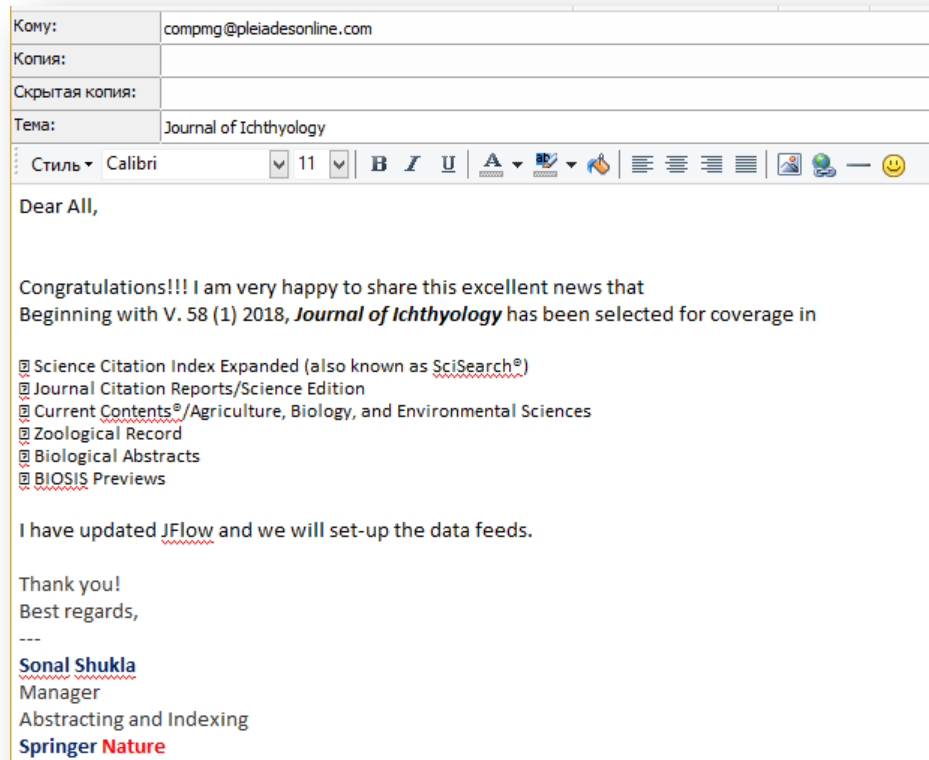 Кому: compmg@pleiadesonline.com
Копия:
Скрытая копия:
Тема: Journal of Ichthyology
Стиль Calibri 11 B I U A ab
Dear All,
Congratulations!!! I am very happy to share this excellent news that
Beginning with V. 58 (1) 2018, Journal of Ichthyology has been selected for coverage in
⍰ Science Citation Index Expanded (also known as SciSearch®)
⍰ Journal Citation Reports/Science Edition
⍰ Current Contents®/Agriculture, Biology, and Environmental Sciences
⍰ Zoological Record
⍰ Biological Abstracts
⍰ BIOSIS Previews
I have updated JFlow and we will set-up the data feeds.
Thank you!
Best regards,
---
Sonal Shukla
Manager
Abstracting and Indexing
Springer Nature